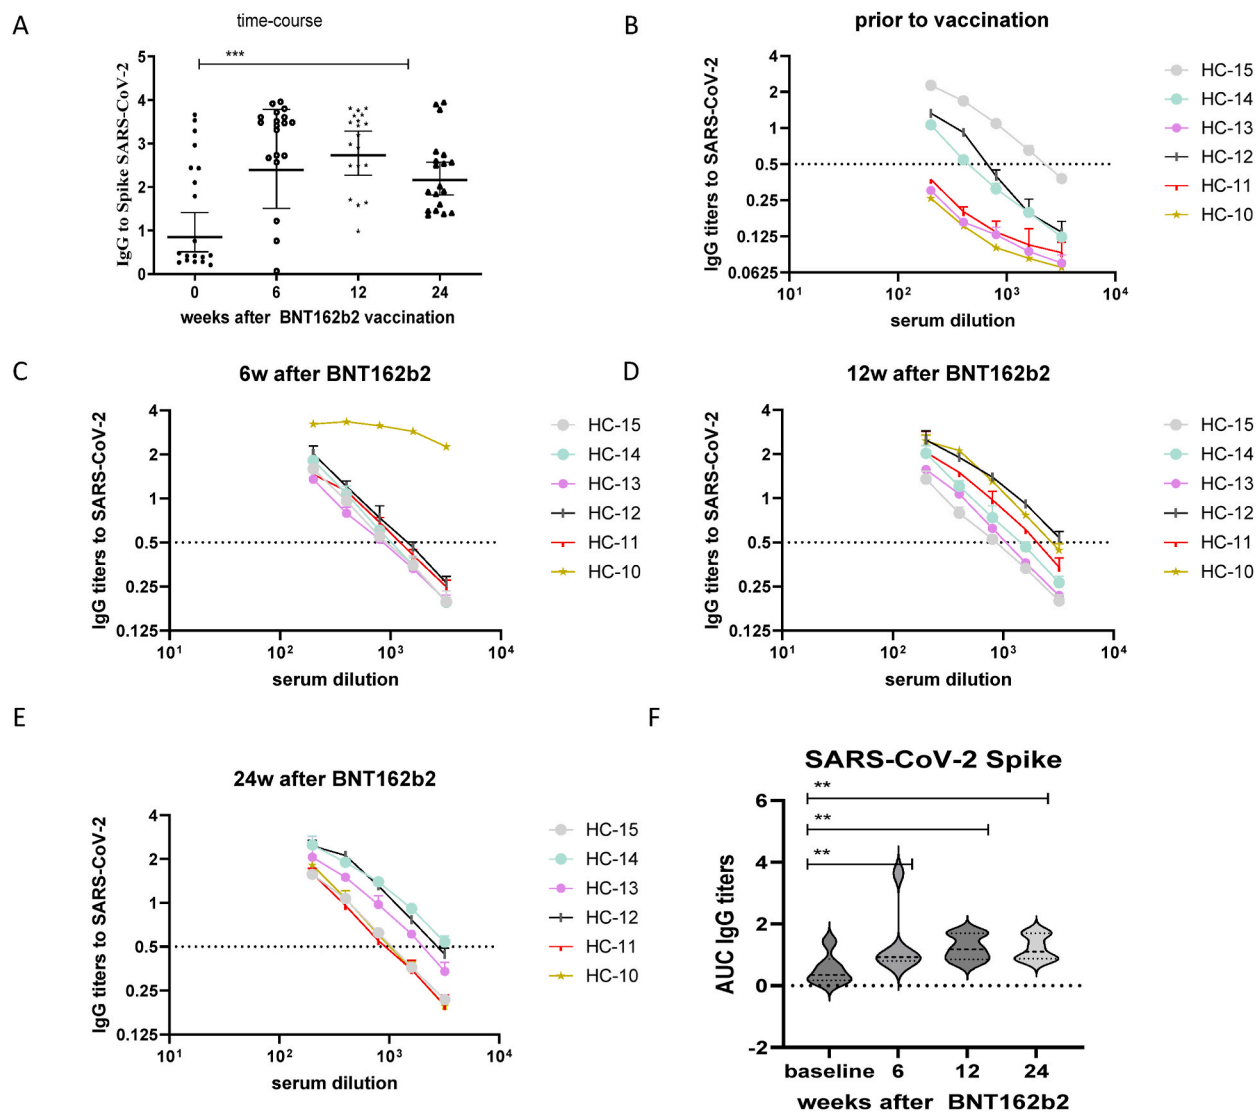 A
time-course
IgG to Spike SARS-CoV-2
5
4
3
2
1
0
***
0 6 12 24
weeks after BNT162b2 vaccination
B
prior to vaccination
IgG titers to SARS-CoV-2
4
2
1
0.5
0.25
0.125
0.0625
10¹ 10² 10³ 10⁴
serum dilution
HC-15
HC-14
HC-13
HC-12
HC-11
HC-10
C
6w after BNT162b2
IgG titers to SARS-CoV-2
4
2
1
0.5
0.25
0.125
10¹ 10² 10³ 10⁴
serum dilution
HC-15
HC-14
HC-13
HC-12
HC-11
HC-10
D
12w after BNT162b2
IgG titers to SARS-CoV-2
4
2
1
0.5
0.25
0.125
10¹ 10² 10³ 10⁴
serum dilution
HC-15
HC-14
HC-13
HC-12
HC-11
HC-10
E
24w after BNT162b2
IgG titers to SARS-CoV-2
4
2
1
0.5
0.25
0.125
10¹ 10² 10³ 10⁴
serum dilution
HC-15
HC-14
HC-13
HC-12
HC-11
HC-10
F
SARS-CoV-2 Spike
AUC IgG titers
6
4
2
0
-2
**
**
**
baseline 6 12 24
weeks after BNT162b2